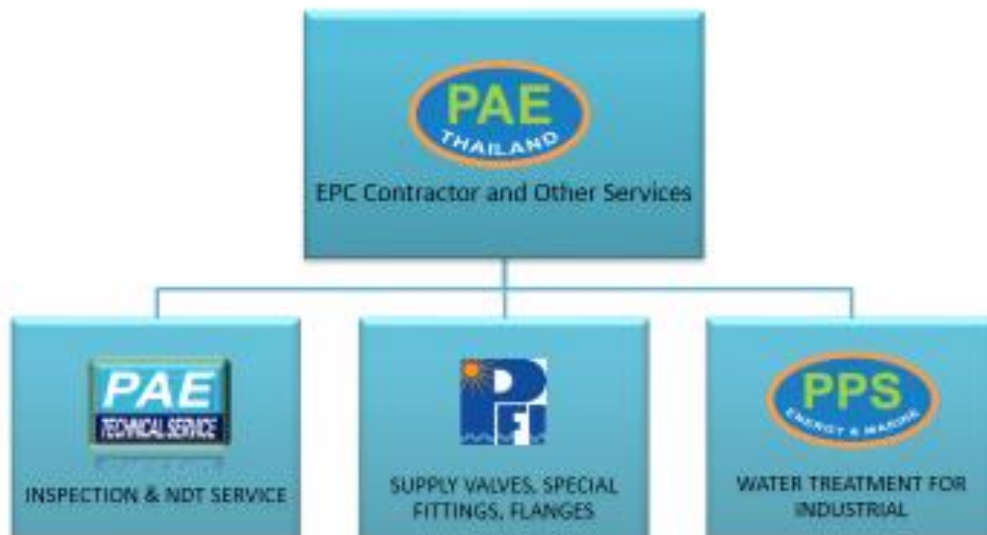 PAE
THAILAND
EPC Contractor and Other Services
PAE
TECHNICAL SERVICE
INSPECTION & NDT SERVICE
PFI
SUPPLY VALVES, SPECIAL
FITTINGS, FLANGES
PPS
ENERGY & MARINE
WATER TREATMENT FOR
INDUSTRIAL